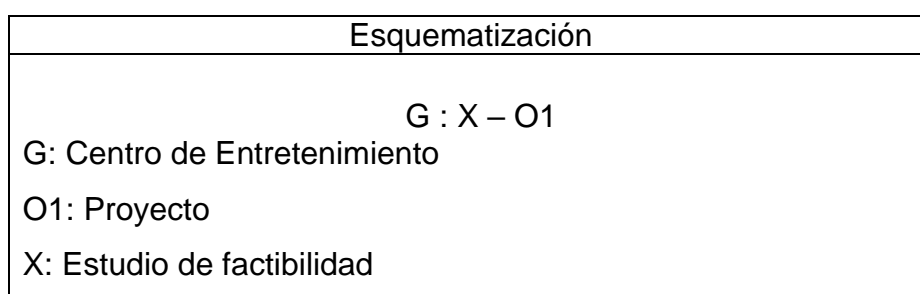 Esquematización
G : X – O1
G: Centro de Entretenimiento
O1: Proyecto
X: Estudio de factibilidad